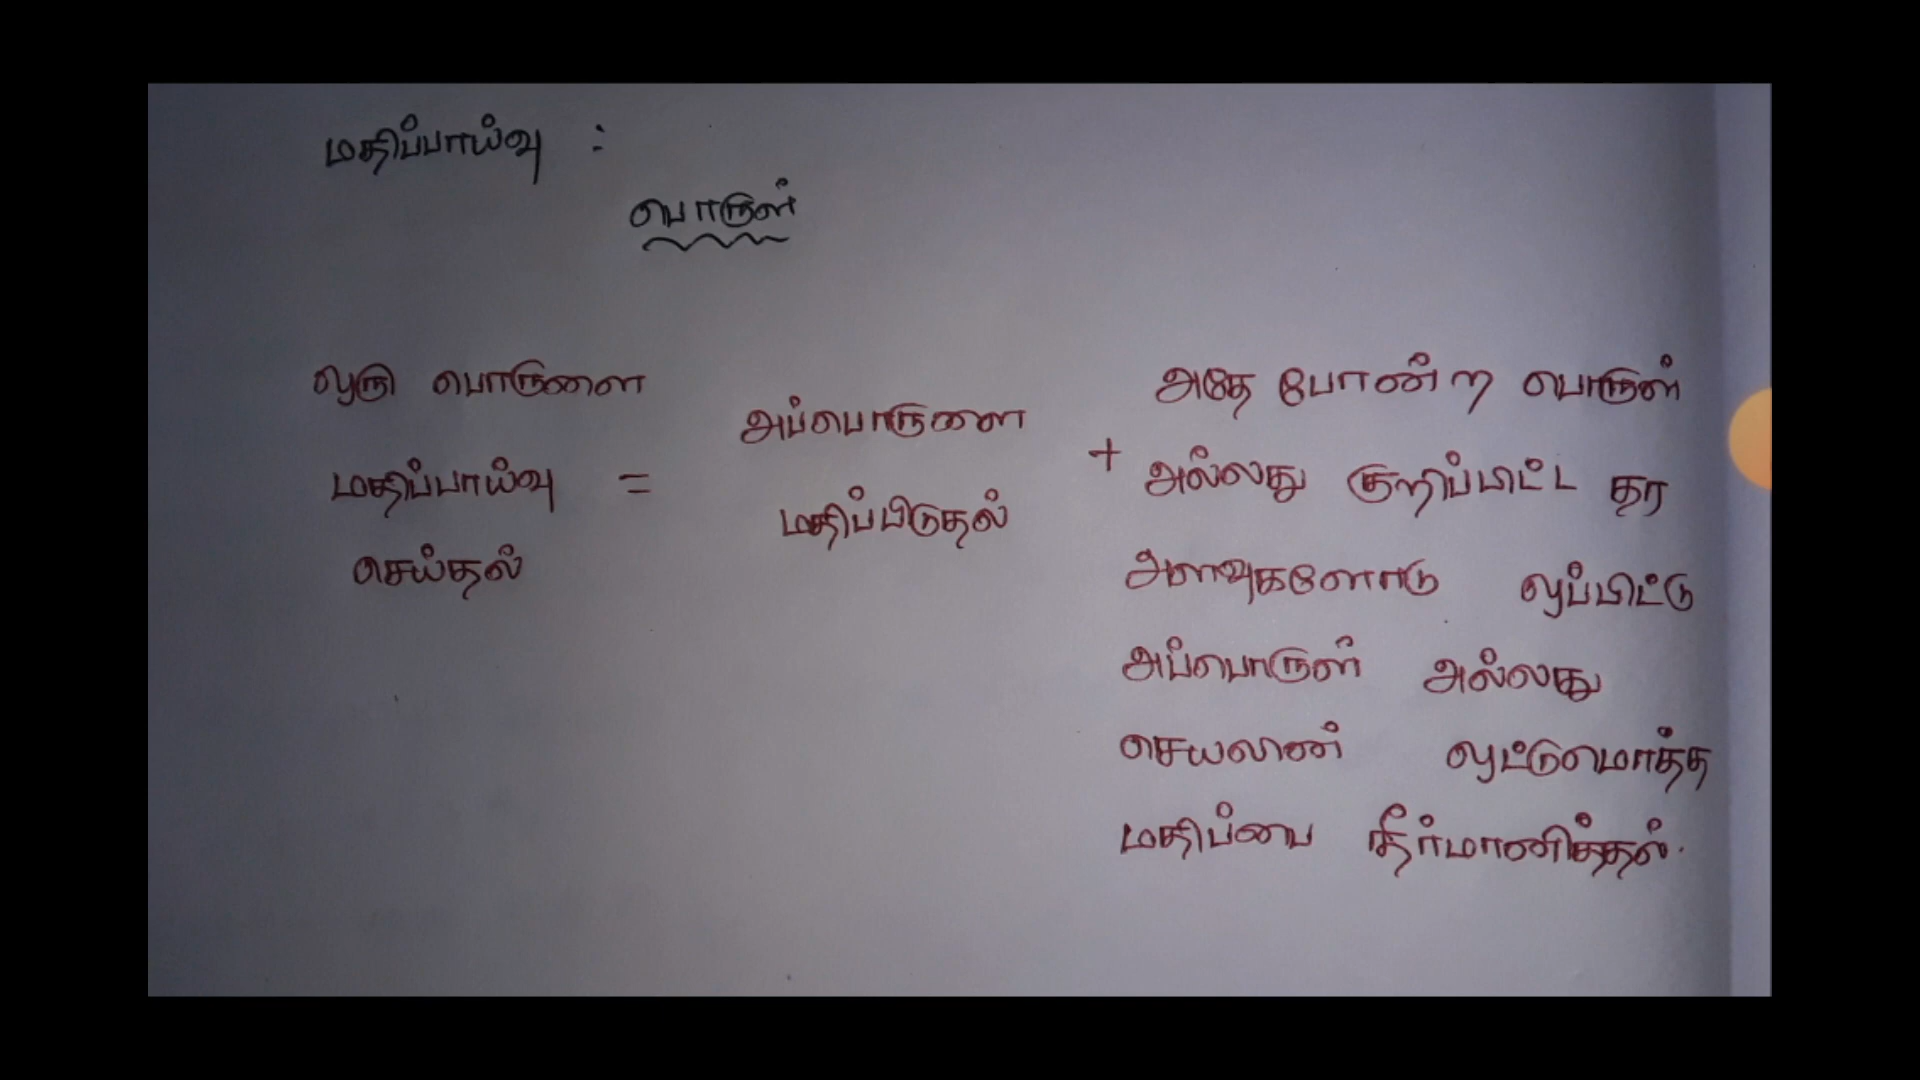 மதிப்பாய்வு :
பொருள்
ஒரு பொருளை
மதிப்பாய்வு =
செய்தல்
அப்பொருளை
மதிப்பிடுதல்
+
அதே போன்ற பொருள்
அல்லது குறிப்பிட்ட தர
அளவுகளோடு ஒப்பிட்டு
அப்பொருள் அல்லது
செயலின் ஒட்டுமொத்த
மதிப்பை தீர்மானித்தல்.